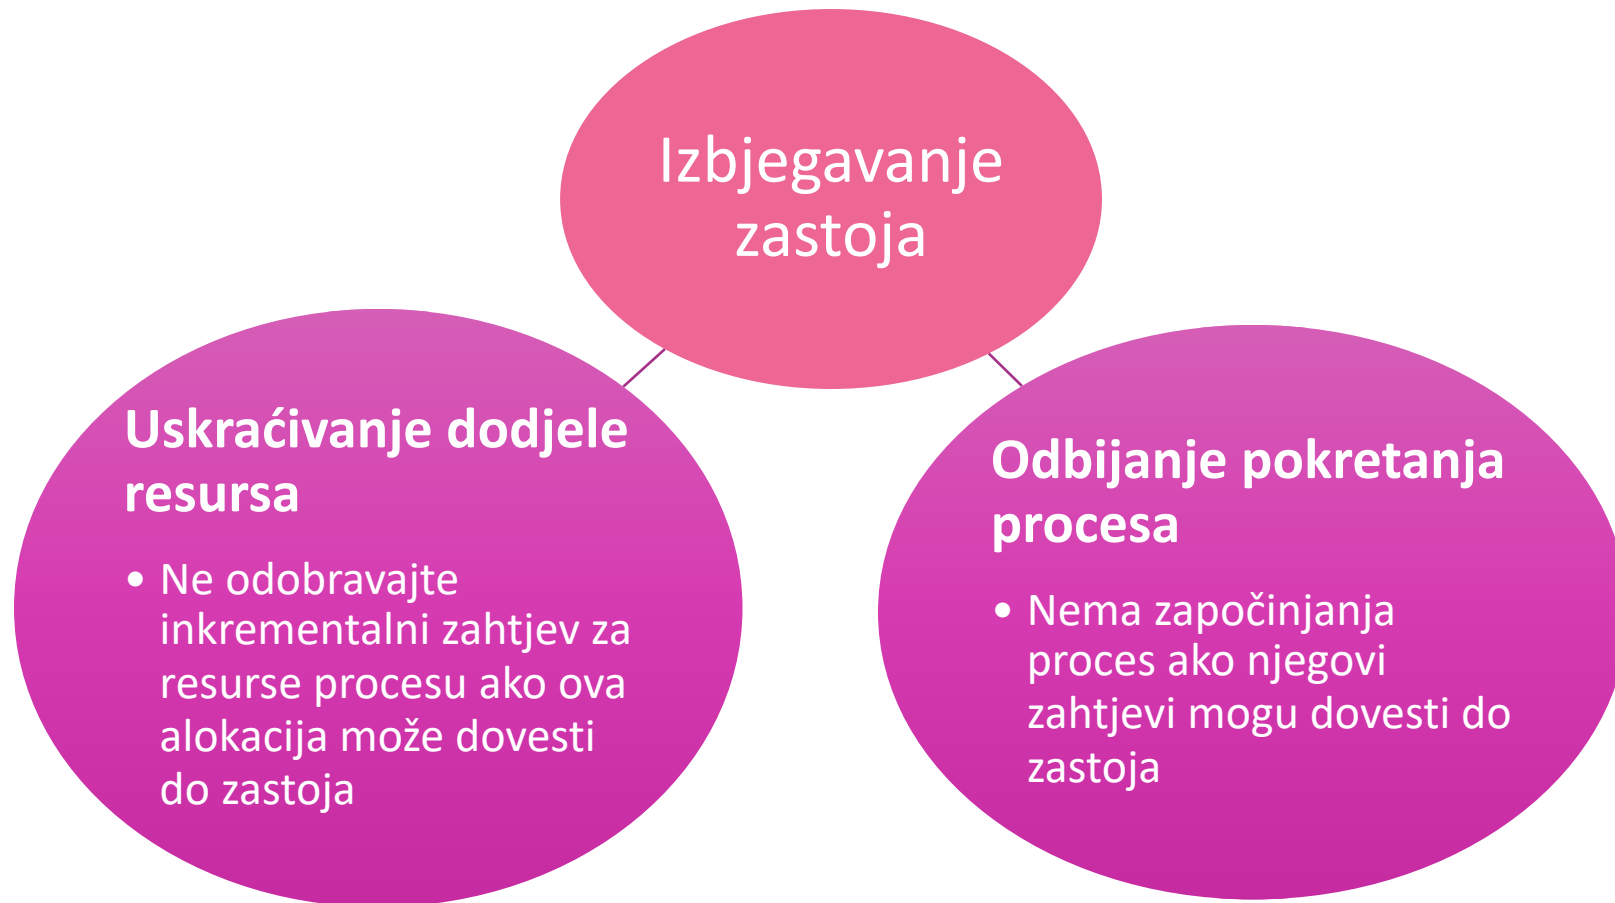 Izbjegavanje
zastoja
Uskraćivanje dodjele
resursa
• Ne odobravajte
inkrementalni zahtjev za
resurse procesu ako ova
alokacija može dovesti
do zastoja
Odbijanje pokretanja
procesa
• Nema započinjanja
proces ako njegovi
zahtjevi mogu dovesti do
zastoja